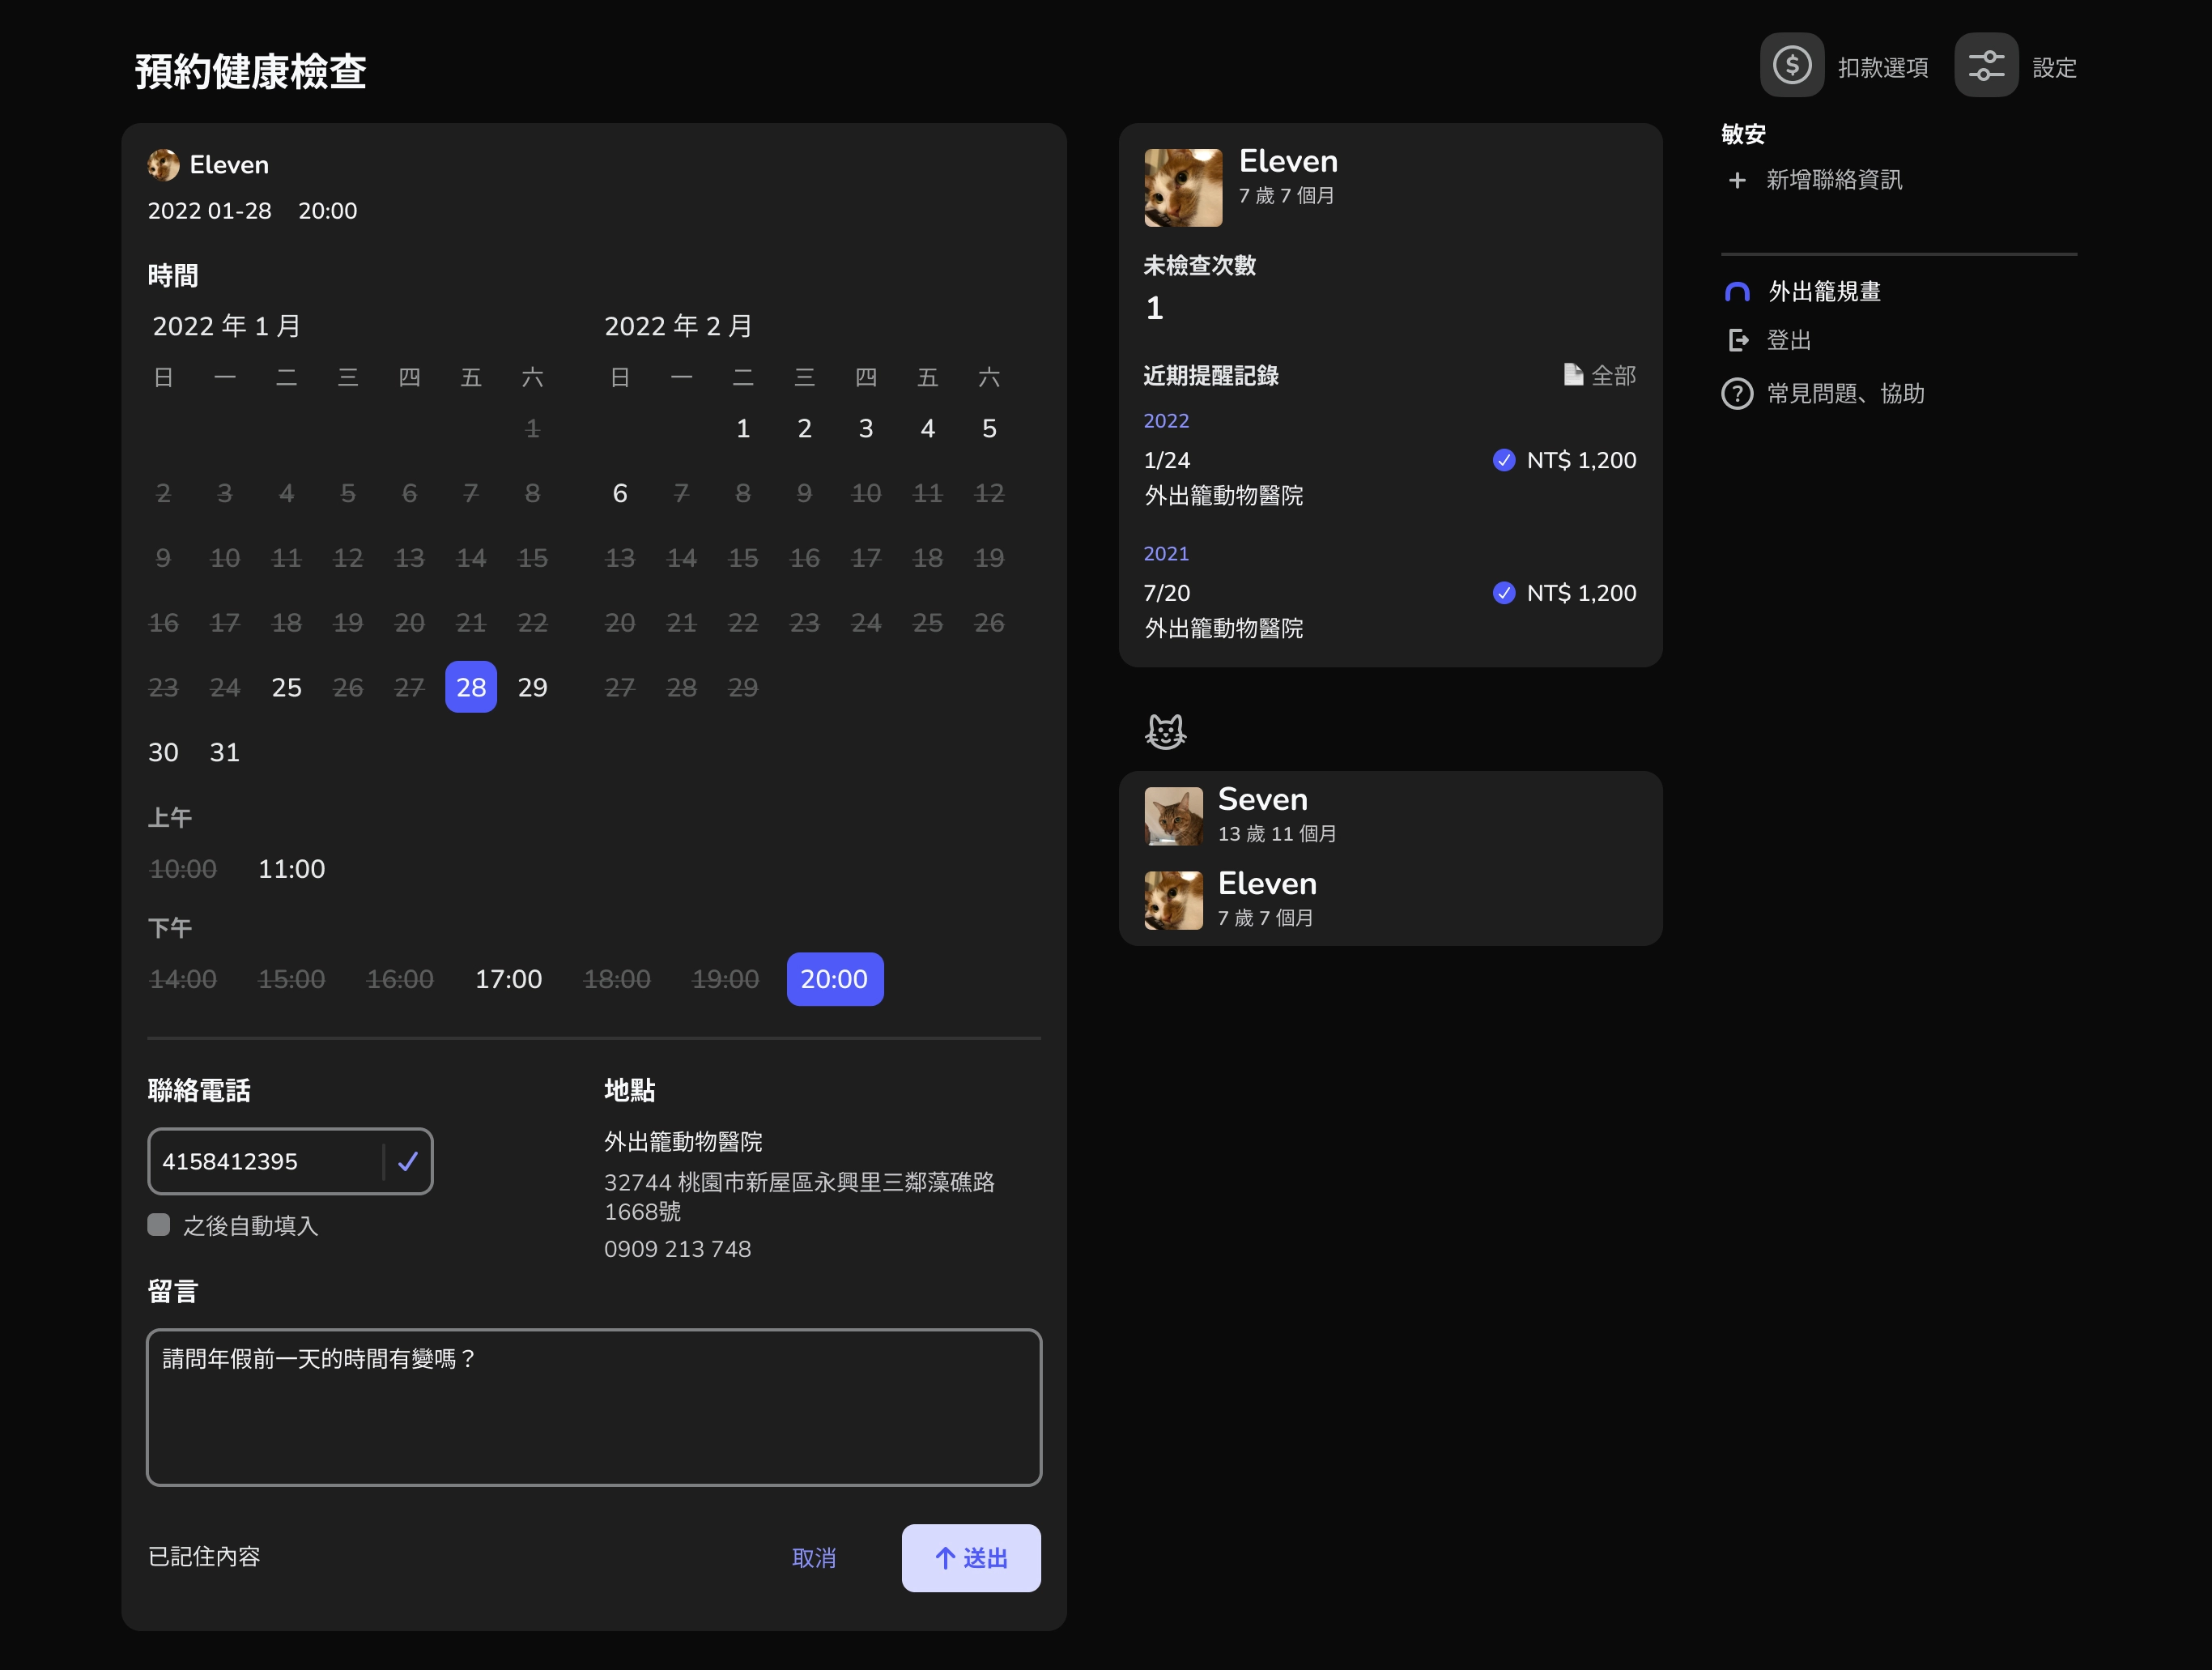 預約健康檢查
扣款選項
設定
Eleven
2022 01-28 20:00
時間
2022 年 1 月
日 一 二 三 四 五 六
1
2 3 4 5 6 7 8
9 10 11 12 13 14 15
16 17 18 19 20 21 22
23 24 25 26 27 28 29
30 31
2022 年 2 月
日 一 二 三 四 五 六
1 2 3 4 5
6 7 8 9 10 11 12
13 14 15 16 17 18 19
20 21 22 23 24 25 26
27 28 29
上午
10:00 11:00
下午
14:00 15:00 16:00 17:00 18:00 19:00 20:00
聯絡電話
4158412395
之後自動填入
地點
外出籠動物醫院
32744 桃園市新屋區永興里三鄰藻礁路
1668號
0909 213 748
留言
請問年假前一天的時間有變嗎？
已記住內容
取消
送出
Eleven
7 歲 7 個月
未檢查次數
1
近期提醒記錄
全部
2022
1/24 NT$ 1,200
外出籠動物醫院
2021
7/20 NT$ 1,200
外出籠動物醫院
Seven
13 歲 11 個月
Eleven
7 歲 7 個月
敏安
新增聯絡資訊
外出籠規畫
登出
常見問題、協助